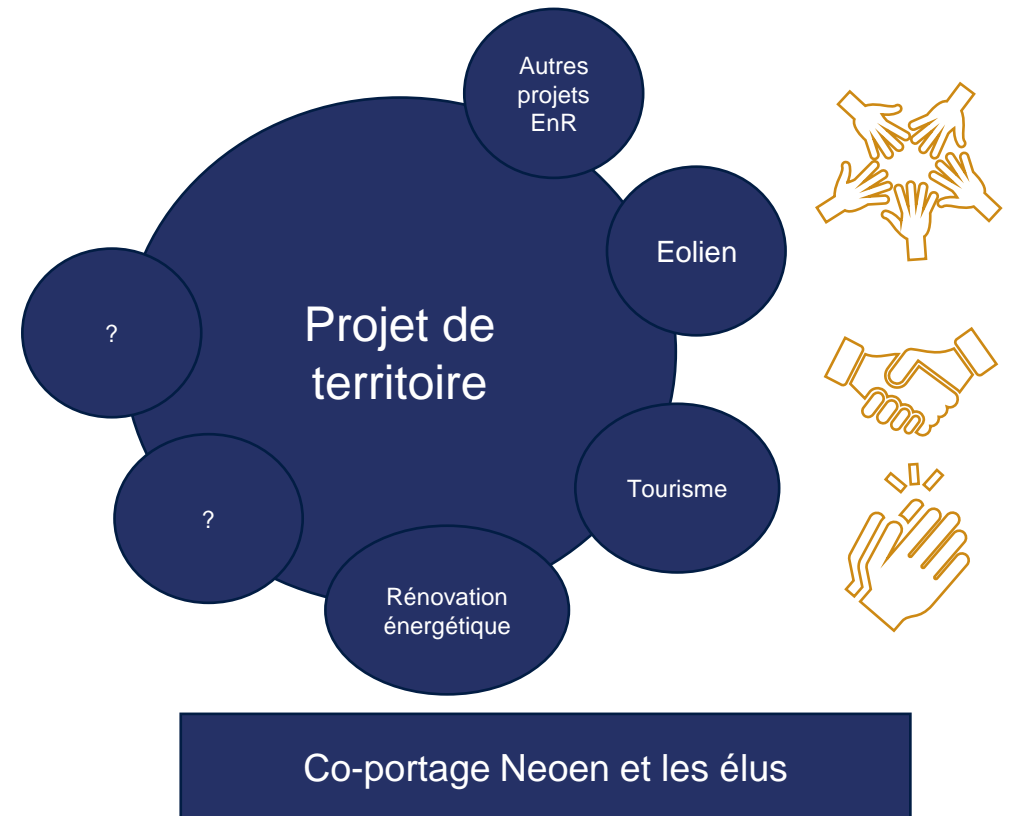 Autres
projets
EnR
Eolien
Projet de
territoire
?
Tourisme
?
Rénovation
énergétique
Co-portage Neoen et les élus